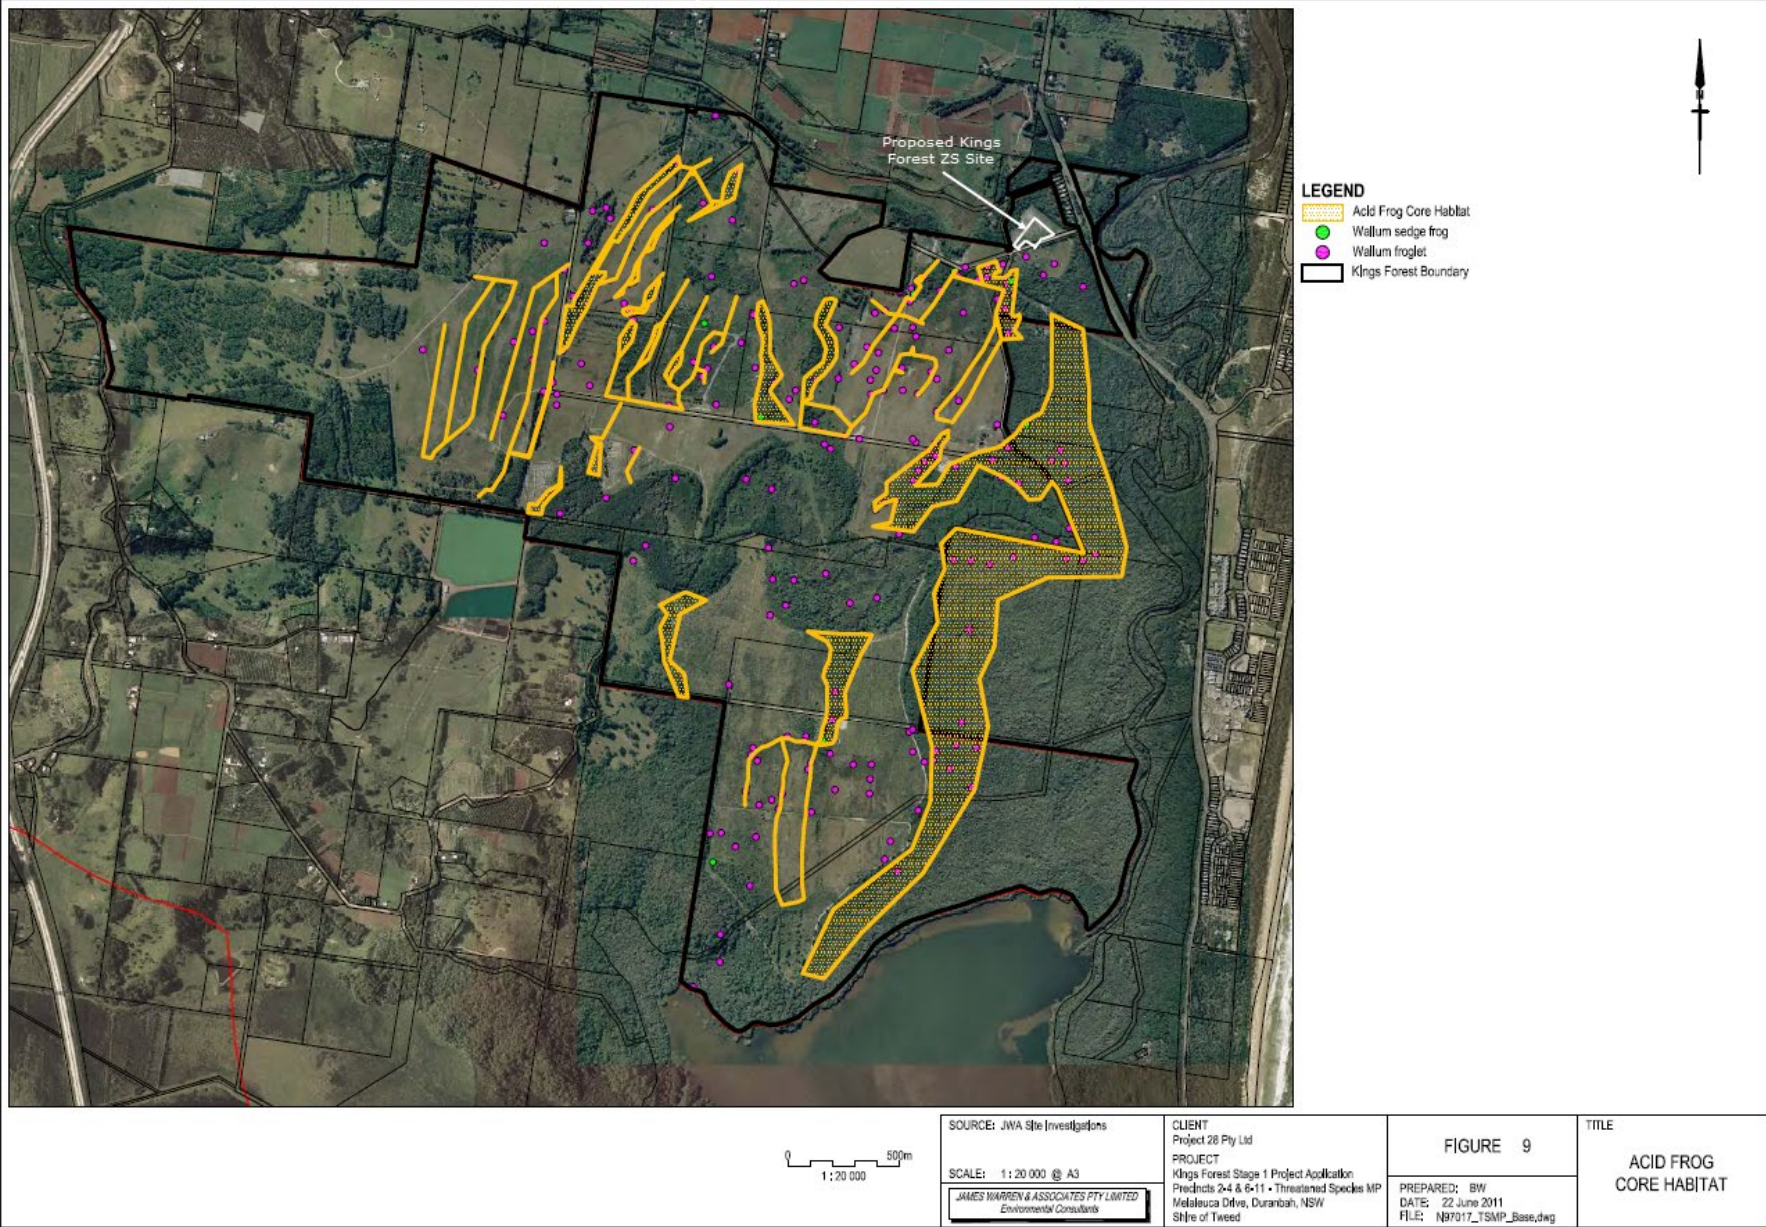 Proposed Kings
Forest ZS Site
N
LEGEND
Acid Frog Core Habitat
Wallum sedge frog
Wallum froglet
Kings Forest Boundary
0 500m
1 : 20 000
SOURCE: JWA Site Investigations
SCALE: 1 : 20 000 @ A3
JAMES WARREN & ASSOCIATES PTY LIMITED
Environmental Consultants
CLIENT
Project 28 Pty Ltd
PROJECT
Kings Forest Stage 1 Project Application
Precincts 2-4 & 6-11 - Threatened Species MP
Melaleuca Drive, Duranbah, NSW
Shire of Tweed
FIGURE 9
PREPARED: BW
DATE: 22 June 2011
FILE: N97017_TSMP_Base.dwg
TITLE
ACID FROG
CORE HABITAT